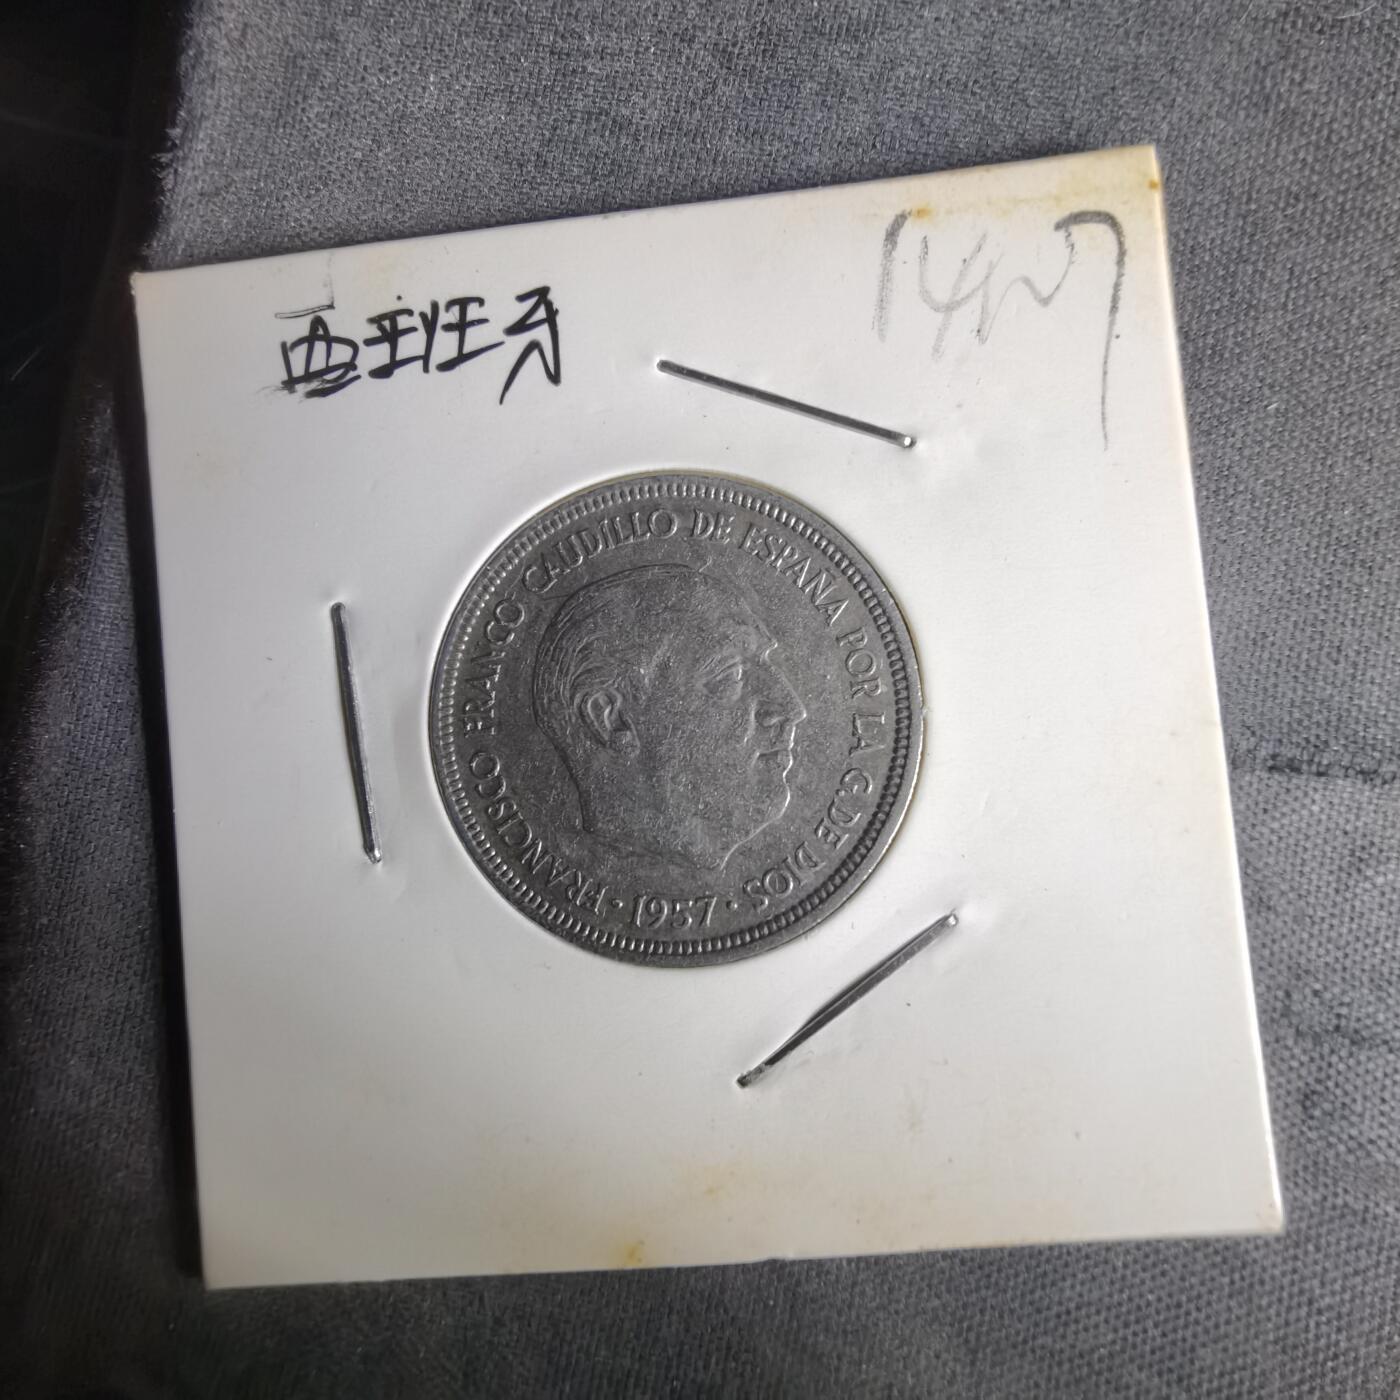 西班牙
FRANCISCO FRANCO CAUDILLO DE ESPAÑA POR LA G.DE DIOS
· 1957 ·